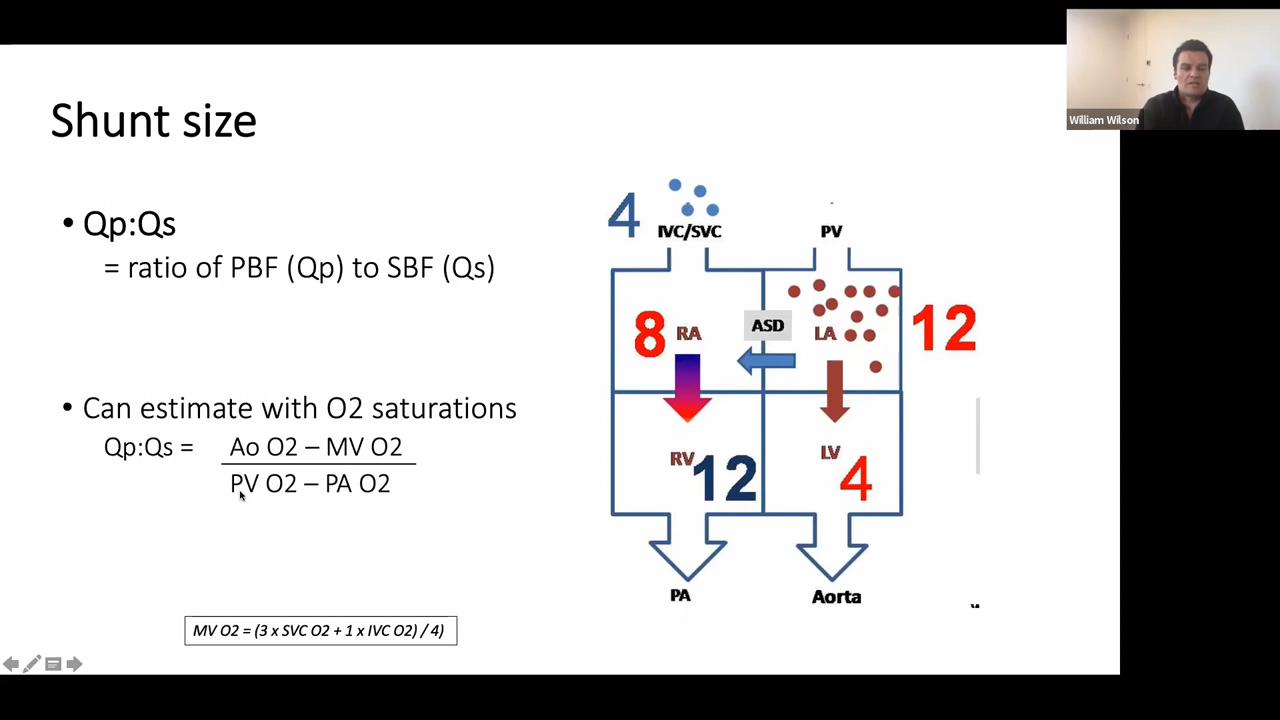 William Wilson
Shunt size
• Qp:Qs
= ratio of PBF (Qp) to SBF (Qs)
• Can estimate with O2 saturations
Qp:Qs = Ao O2 – MV O2
PV O2 – PA O2
MV O2 = (3 x SVC O2 + 1 x IVC O2) / 4)
4 IVC/SVC PV
8 RA ASD LA 12
RV 12 LV 4
PA Aorta